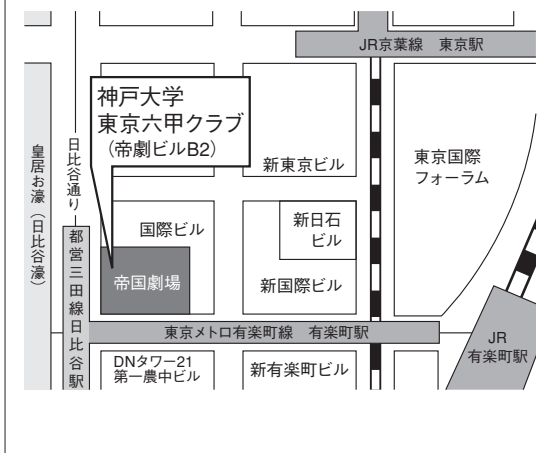 JR京葉線 東京駅
神戸大学
東京六甲クラブ
（帝劇ビルB2）
皇居お濠（日比谷濠）
日比谷通り
都営三田線日比谷駅
新東京ビル
東京国際
フォーラム
国際ビル
新日石
ビル
帝国劇場
新国際ビル
東京メトロ有楽町線 有楽町駅
JR
有楽町駅
DNタワー21
第一農中ビル
新有楽町ビル